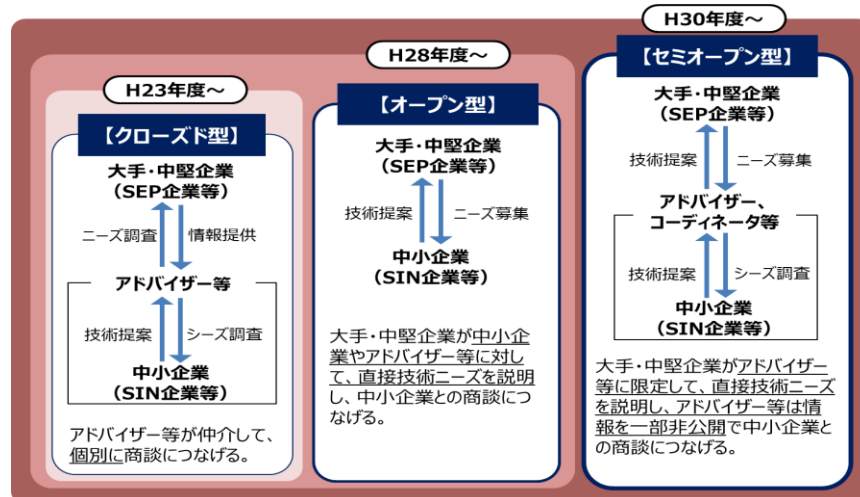 H23年度～
【クローズド型】
大手・中堅企業
（SEP企業等）
ニーズ調査
情報提供
アドバイザー等
技術提案
シーズ調査
中小企業
（SIN企業等）
アドバイザー等が仲介して、
個別に商談につなげる。
H28年度～
【オープン型】
大手・中堅企業
（SEP企業等）
技術提案
ニーズ募集
中小企業
（SIN企業等）
大手・中堅企業が中小企
業やアドバイザー等に対し
て、直接技術ニーズを説明
し、中小企業との商談につ
なげる。
H30年度～
【セミオープン型】
大手・中堅企業
（SEP企業等）
技術提案
ニーズ募集
アドバイザー、
コーディネータ等
技術提案
シーズ調査
中小企業
（SIN企業等）
大手・中堅企業がアドバイザー
等に限定して、直接技術ニーズ
を説明し、アドバイザー等は情
報を一部非公開で中小企業と
の商談につなげる。